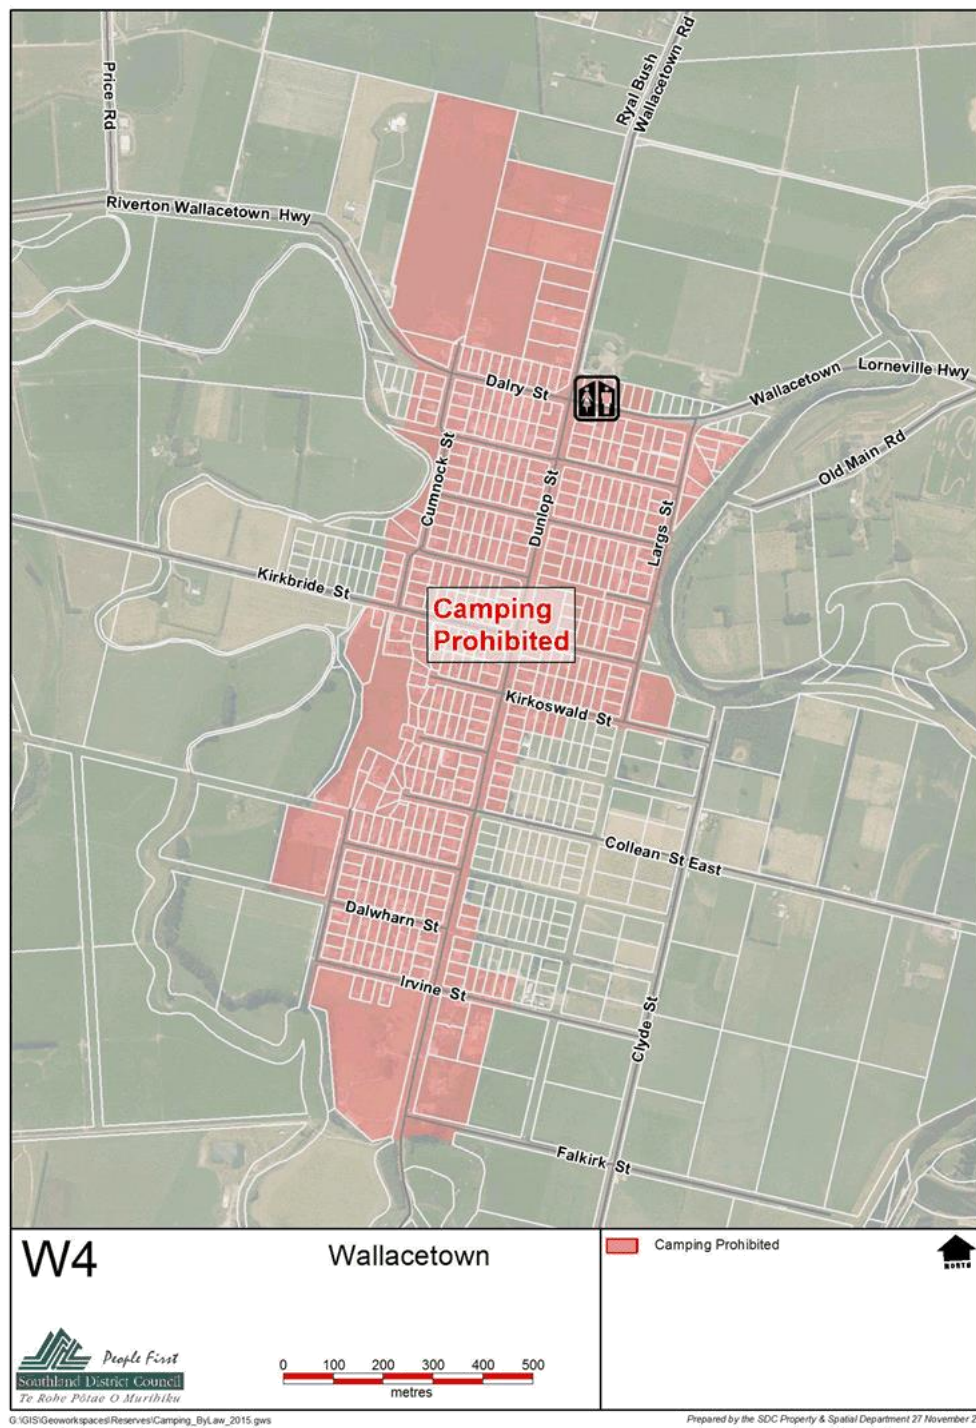 Price Rd
Ryal Bush
Wallacetown Rd
Riverton Wallacetown Hwy
Dalry St
Wallacetown Lorneville Hwy
Old Main Rd
Cumnock St
Dunlop St
Largs St
Kirkbride St
Camping
Prohibited
Kirkoswald St
Collean St East
Dalwharn St
Irvine St
Clyde St
Falkirk St
W4
Wallacetown
Camping Prohibited
NORTH
People First
Southland District Council
Te Rohe Pōtae O Murihiku
0 100 200 300 400 500
metres
G:\GIS\Geoworkspaces\Reserves\Camping_ByLaw_2015.gws
Prepared by the SDC Property & Spatial Department 27 November